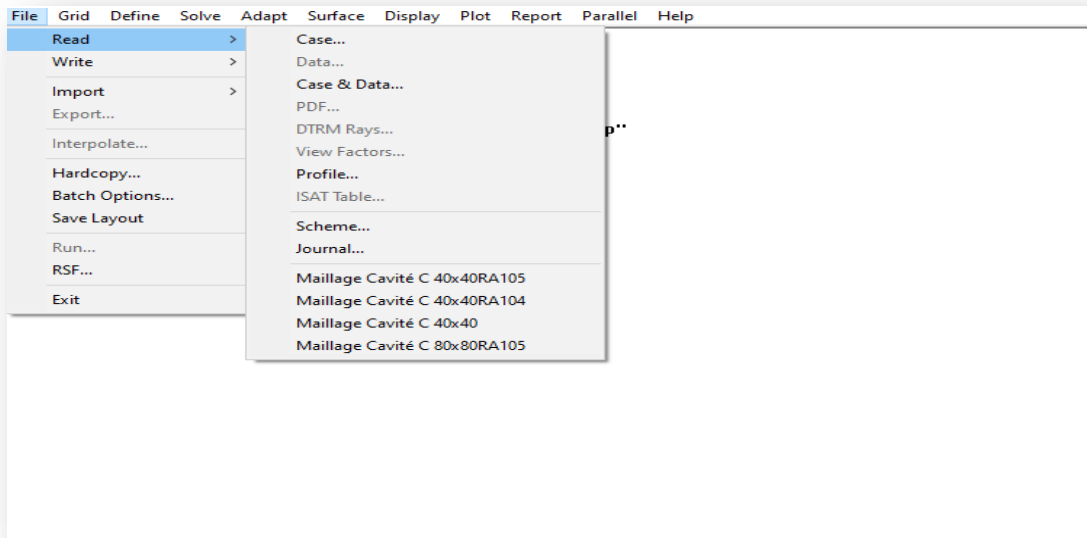 File Grid Define Solve Adapt Surface Display Plot Report Parallel Help
Read >
Write >
Import >
Export...
Interpolate...
Hardcopy...
Batch Options...
Save Layout
Run...
RSF...
Exit
Case...
Data...
Case & Data...
PDF...
DTRM Rays...
View Factors...
Profile...
ISAT Table...
Scheme...
Journal...
Maillage Cavité C 40x40RA105
Maillage Cavité C 40x40RA104
Maillage Cavité C 40x40
Maillage Cavité C 80x80RA105
p"